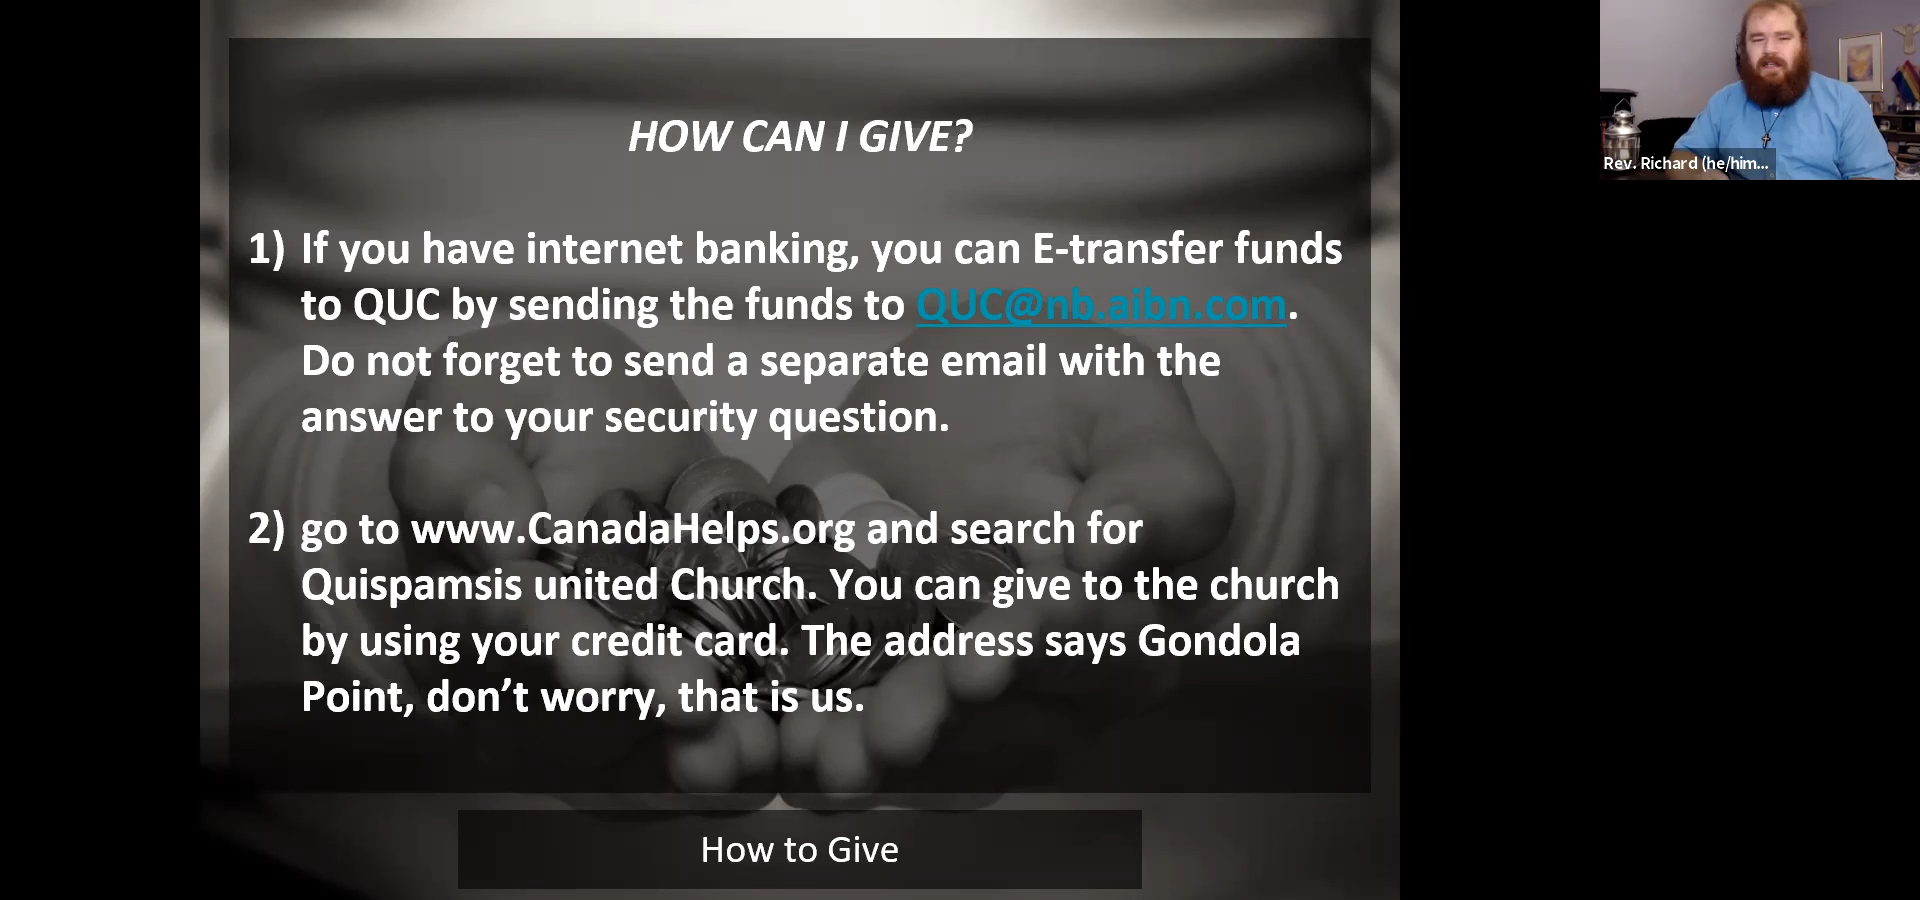 HOW CAN I GIVE?
1) If you have internet banking, you can E-transfer funds
to QUC by sending the funds to QUC@nb.aibn.com.
Do not forget to send a separate email with the
answer to your security question.
2) go to www.CanadaHelps.org and search for
Quispamsis united Church. You can give to the church
by using your credit card. The address says Gondola
Point, don’t worry, that is us.
How to Give
Rev. Richard (he/him...